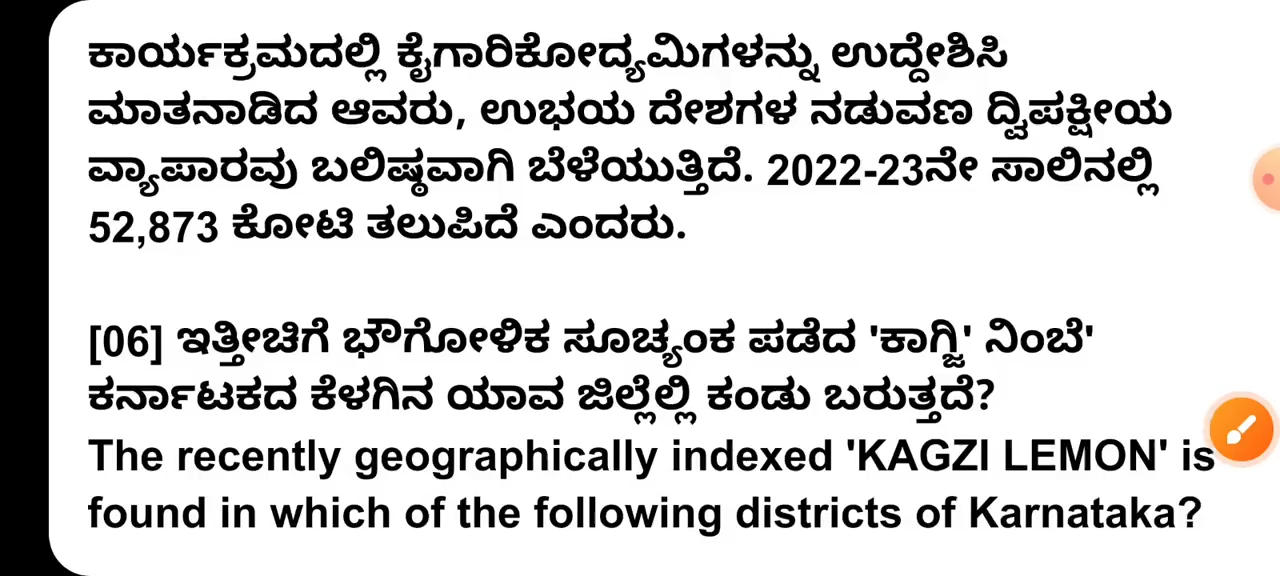 ಕಾರ್ಯಕ್ರಮದಲ್ಲಿ ಕೈಗಾರಿಕೋದ್ಯಮಿಗಳನ್ನು ಉದ್ದೇಶಿಸಿ
ಮಾತನಾಡಿದ ಆವರು, ಉಭಯ ದೇಶಗಳ ನಡುವಣ ದ್ವಿಪಕ್ಷೀಯ
ವ್ಯಾಪಾರವು ಬಲಿಷ್ಠವಾಗಿ ಬೆಳೆಯುತ್ತಿದೆ. 2022-23ನೇ ಸಾಲಿನಲ್ಲಿ
52,873 ಕೋಟಿ ತಲುಪಿದೆ ಎಂದರು.
[06] ಇತ್ತೀಚಿಗೆ ಭೌಗೋಳಿಕ ಸೂಚ್ಯಂಕ ಪಡೆದ 'ಕಾಗ್ಜಿ' ನಿಂಬೆ'
ಕರ್ನಾಟಕದ ಕೆಳಗಿನ ಯಾವ ಜಿಲ್ಲೆಲ್ಲಿ ಕಂಡು ಬರುತ್ತದೆ?
The recently geographically indexed 'KAGZI LEMON' is
found in which of the following districts of Karnataka?